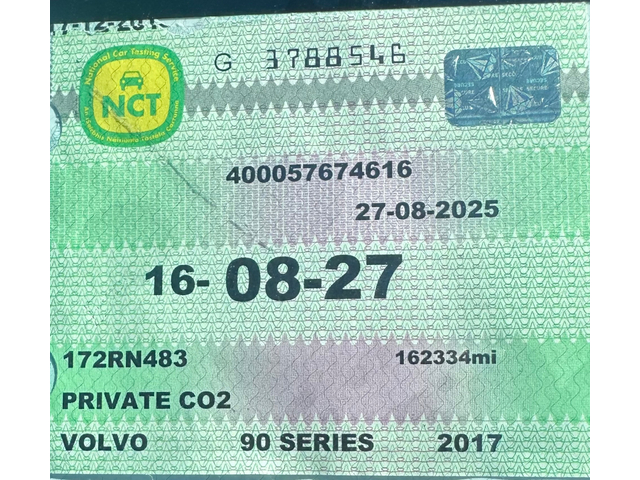 G 3788546
National Car Testing Service
NCT
400057674616
27-08-2025
16- 08-27
172RN483 162334mi
PRIVATE CO2
VOLVO 90 SERIES 2017